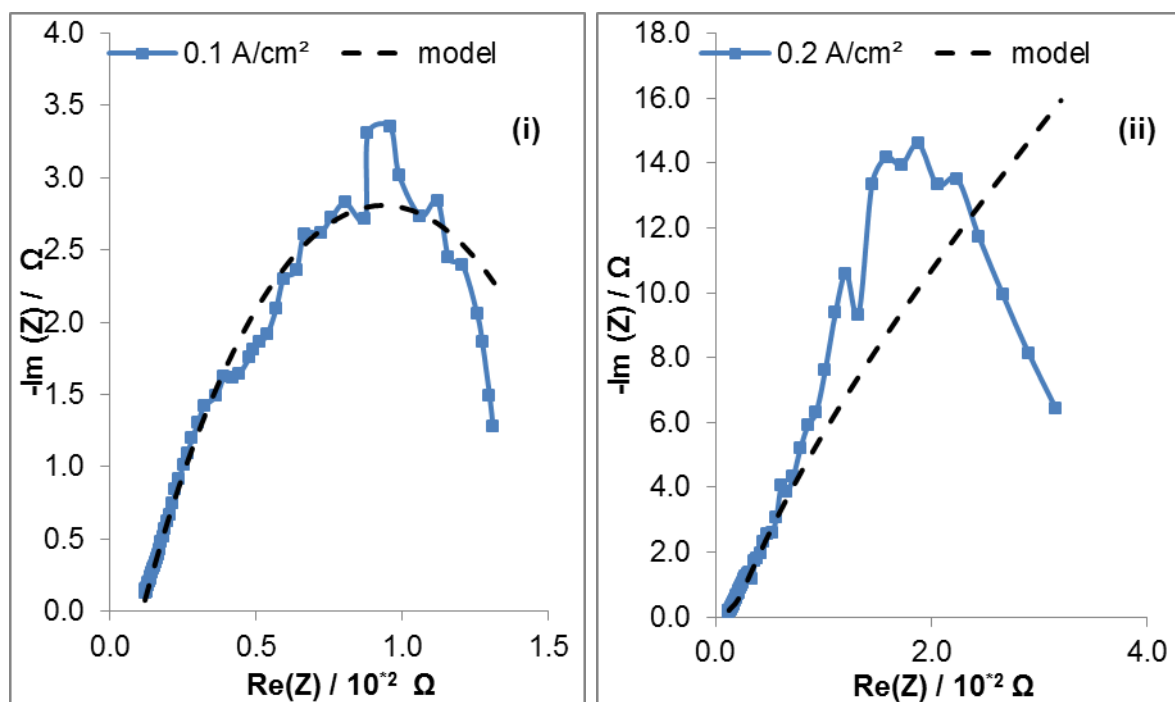 4.0
3.5
3.0
2.5
2.0
1.5
1.0
0.5
0.0
0.0 0.5 1.0 1.5
-Im (Z) / Ω
Re(Z) / 10*² Ω
0.1 A/cm² model
(i)
18.0
16.0
14.0
12.0
10.0
8.0
6.0
4.0
2.0
0.0
0.0 2.0 4.0
-Im (Z) / Ω
Re(Z) / 10*² Ω
0.2 A/cm² model
(ii)